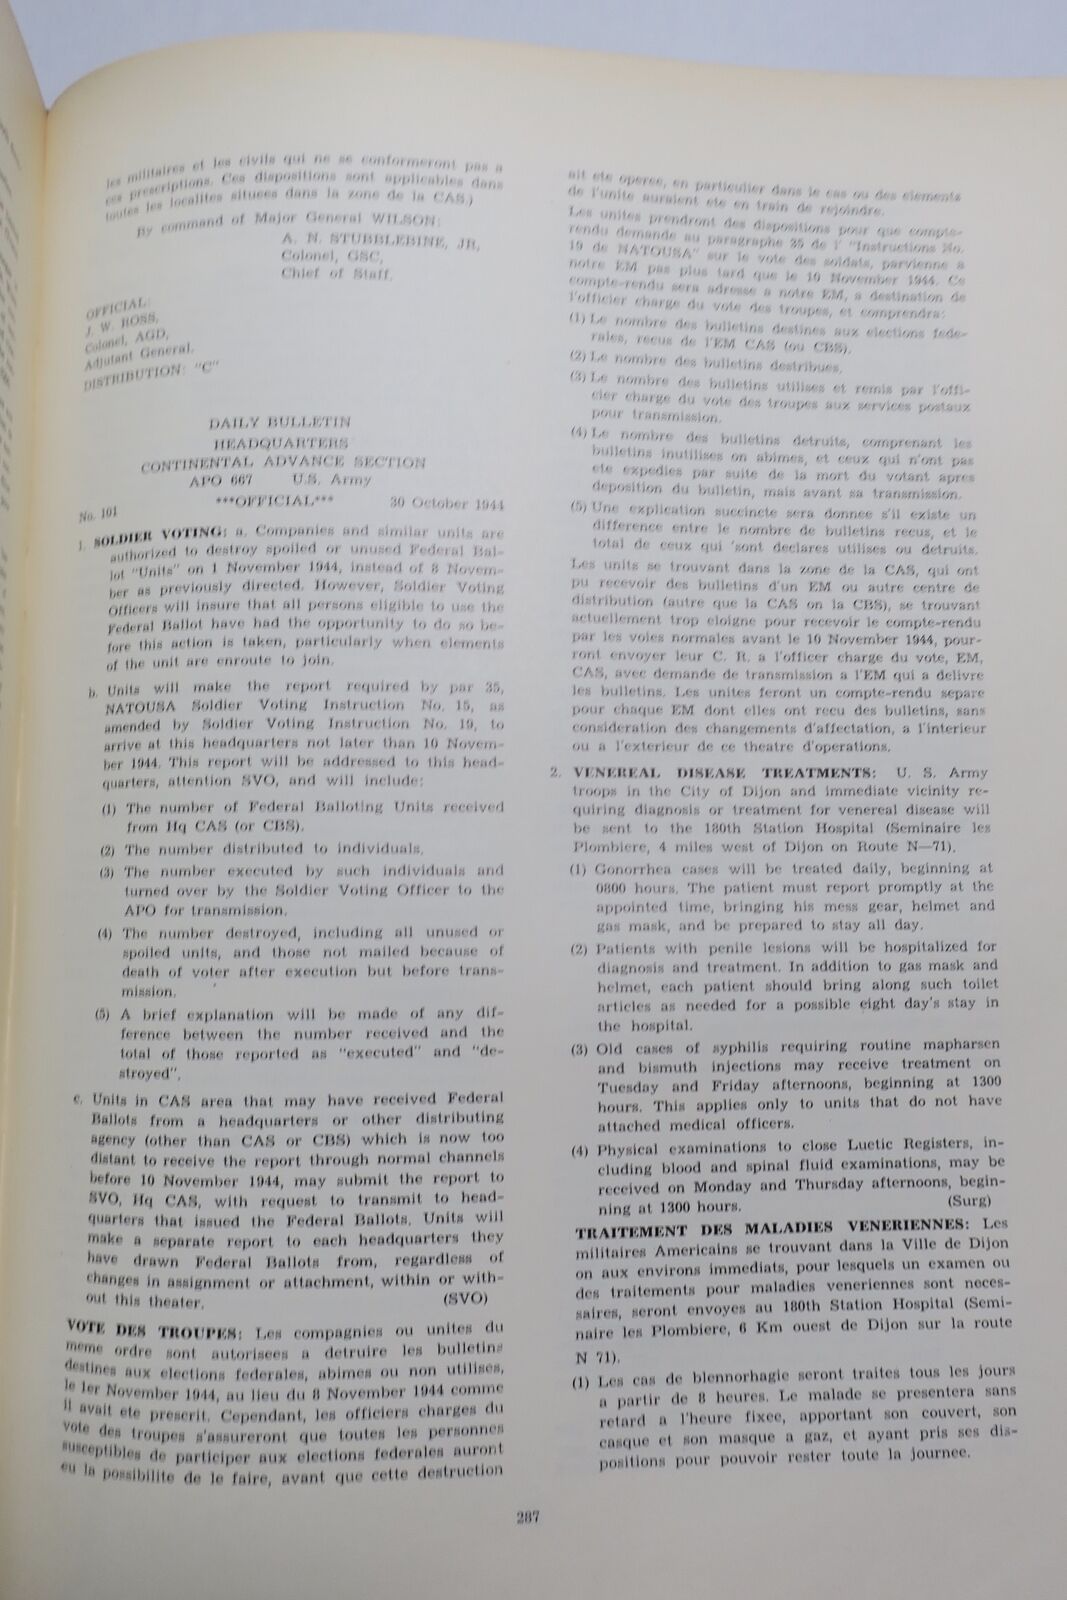 les militaires et les civils qui ne se conformeront pas a
ces prescriptions. Ces dispositions sont applicables dans
toutes les localites situees dans la zone de la CAS.)
By command of Major General WILSON:
A. N. STUBBLEBINE, JR,
Colonel, GSC,
Chief of Staff.
OFFICIAL:
J. W. ROSS,
Colonel, AGD,
Adjutant General.
DISTRIBUTION: "C"
DAILY BULLETIN
HEADQUARTERS
CONTINENTAL ADVANCE SECTION
APO 667 U.S. Army
***OFFICIAL*** 30 October 1944
No. 101
1. SOLDIER VOTING: a. Companies and similar units are
authorized to destroy spoiled or unused Federal Bal-
lot "Units" on 1 November 1944, instead of 8 Novem-
ber as previously directed. However, Soldier Voting
Officers will insure that all persons eligible to use the
Federal Ballot have had the opportunity to do so be-
fore this action is taken, particularly when elements
of the unit are enroute to join.
b. Units will make the report required by par 35,
NATOUSA Soldier Voting Instruction No. 15, as
amended by Soldier Voting Instruction No. 19, to
arrive at this headquarters not later than 10 Novem-
ber 1944. This report will be addressed to this head-
quarters, attention SVO, and will include:
(1) The number of Federal Balloting Units received
from Hq CAS (or CBS).
(2) The number distributed to individuals.
(3) The number executed by such individuals and
turned over by the Soldier Voting Officer to the
APO for transmission.
(4) The number destroyed, including all unused or
spoiled units, and those not mailed because of
death of voter after execution but before trans-
mission.
(5) A brief explanation will be made of any dif-
ference between the number received and the
total of those reported as "executed" and "de-
stroyed".
c. Units in CAS area that may have received Federal
Ballots from a headquarters or other distributing
agency (other than CAS or CBS) which is now too
distant to receive the report through normal channels
before 10 November 1944, may submit the report to
SVO, Hq CAS, with request to transmit to head-
quarters that issued the Federal Ballots. Units will
make a separate report to each headquarters they
have drawn Federal Ballots from, regardless of
changes in assignment or attachment, within or with-
out this theater. (SVO)
VOTE DES TROUPES: Les compagnies ou unites du
meme ordre sont autorisees a detruire les bulletins
destines aux elections federales, abimes ou non utilises,
le 1er November 1944, au lieu du 8 November 1944 comme
il avait ete prescrit. Cependant, les officiers charges du
vote des troupes s'assureront que toutes les personnes
susceptibles de participer aux elections federales auront
eu la possibilite de le faire, avant que cette destruction
ait ete operee, en particulier dans le cas ou des elements
de l'unite auraient ete en train de rejoindre.
Les unites prendront des dispositions pour que compte-
rendu demande au paragraphe 35 de l' "Instructions No.
19 de NATOUSA" sur le vote des soldats, parvienne a
notre EM pas plus tard que le 10 November 1944. Ce
compte-rendu sera adresse a notre EM, a destination de
l'officier charge du vote des troupes, et comprendra:
(1) Le nombre des bulletins destines aux elections fede-
rales, recus de l'EM CAS (ou CBS).
(2) Le nombre des bulletins destribues.
(3) Le nombre des bulletins utilises et remis par l'offi-
cier charge du vote des troupes aux services postaux
pour transmission.
(4) Le nombre des bulletins detruits, comprenant les
bulletins inutilises on abimes, et ceux qui n'ont pas
ete expedies par suite de la mort du votant apres
deposition du bulletin, mais avant sa transmission.
(5) Une explication succincte sera donnee s'il existe un
difference entre le nombre de bulletins recus, et le
total de ceux qui 'sont declares utilises ou detruits.
Les unites se trouvant dans la zone de la CAS, qui ont
pu recevoir des bulletins d'un EM ou autre centre de
distribution (autre que la CAS on la CBS), se trouvant
actuellement trop eloigne pour recevoir le compte-rendu
par les voies normales avant le 10 November 1944, pour-
ront envoyer leur C. R. a l'officer charge du vote, EM,
CAS, avec demande de transmission a l'EM qui a delivre
les bulletins. Les unites feront un compte-rendu separe
pour chaque EM dont elles ont recu des bulletins, sans
consideration des changements d'affectation, a l'interieur
ou a l'exterieur de ce theatre d'operations.
2. VENEREAL DISEASE TREATMENTS: U. S. Army
troops in the City of Dijon and immediate vicinity re-
quiring diagnosis or treatment for venereal disease will
be sent to the 180th Station Hospital (Seminaire les
Plombiere, 4 miles west of Dijon on Route N—71).
(1) Gonorrhea cases will be treated daily, beginning at
0800 hours. The patient must report promptly at the
appointed time, bringing his mess gear, helmet and
gas mask, and be prepared to stay all day.
(2) Patients with penile lesions will be hospitalized for
diagnosis and treatment. In addition to gas mask and
helmet, each patient should bring along such toilet
articles as needed for a possible eight day's stay in
the hospital.
(3) Old cases of syphilis requiring routine mapharsen
and bismuth injections may receive treatment on
Tuesday and Friday afternoons, beginning at 1300
hours. This applies only to units that do not have
attached medical officers.
(4) Physical examinations to close Luetic Registers, in-
cluding blood and spinal fluid examinations, may be
received on Monday and Thursday afternoons, begin-
ning at 1300 hours. (Surg)
TRAITEMENT DES MALADIES VENERIENNES: Les
militaires Americains se trouvant dans la Ville de Dijon
on aux environs immediats, pour lesquels un examen ou
des traitements pour maladies veneriennes sont neces-
saires, seront envoyes au 180th Station Hospital (Semi-
naire les Plombiere, 6 Km ouest de Dijon sur la route
N 71).
(1) Les cas de blennorhagie seront traites tous les jours
a partir de 8 heures. Le malade se presentera sans
retard a l'heure fixee, apportant son couvert, son
casque et son masque a gaz, et ayant pris ses dis-
positions pour pouvoir rester toute la journee.
287